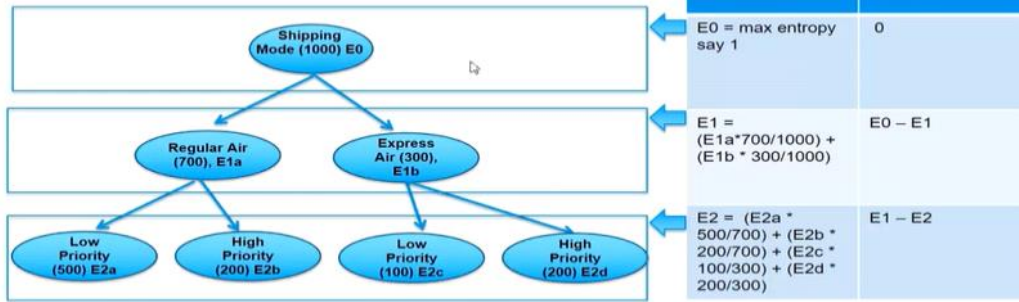 Shipping
Mode (1000) E0
E0 = max entropy
say 1
0
Regular Air
(700), E1a
Express
Air (300),
E1b
E1 =
(E1a*700/1000) +
(E1b * 300/1000)
E0 – E1
Low
Priority
(500) E2a
High
Priority
(200) E2b
Low
Priority
(100) E2c
High
Priority
(200) E2d
E2 = (E2a *
500/700) + (E2b *
200/700) + (E2c *
100/300) + (E2d *
200/300)
E1 – E2